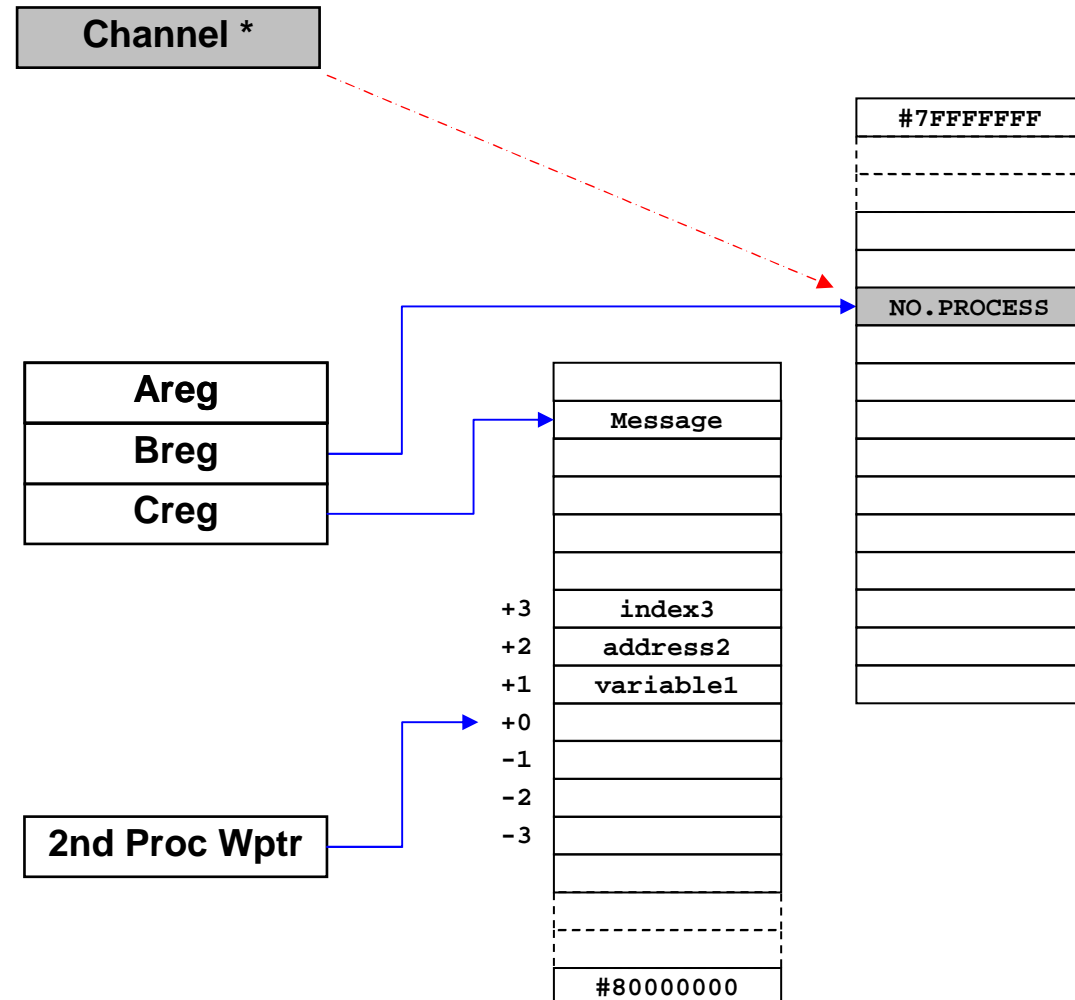 Channel *
#7FFFFFFF
NO.PROCESS
Areg
Breg
Creg
Message
+3 index3
+2 address2
+1 variable1
+0
-1
-2
-3
2nd Proc Wptr
#80000000